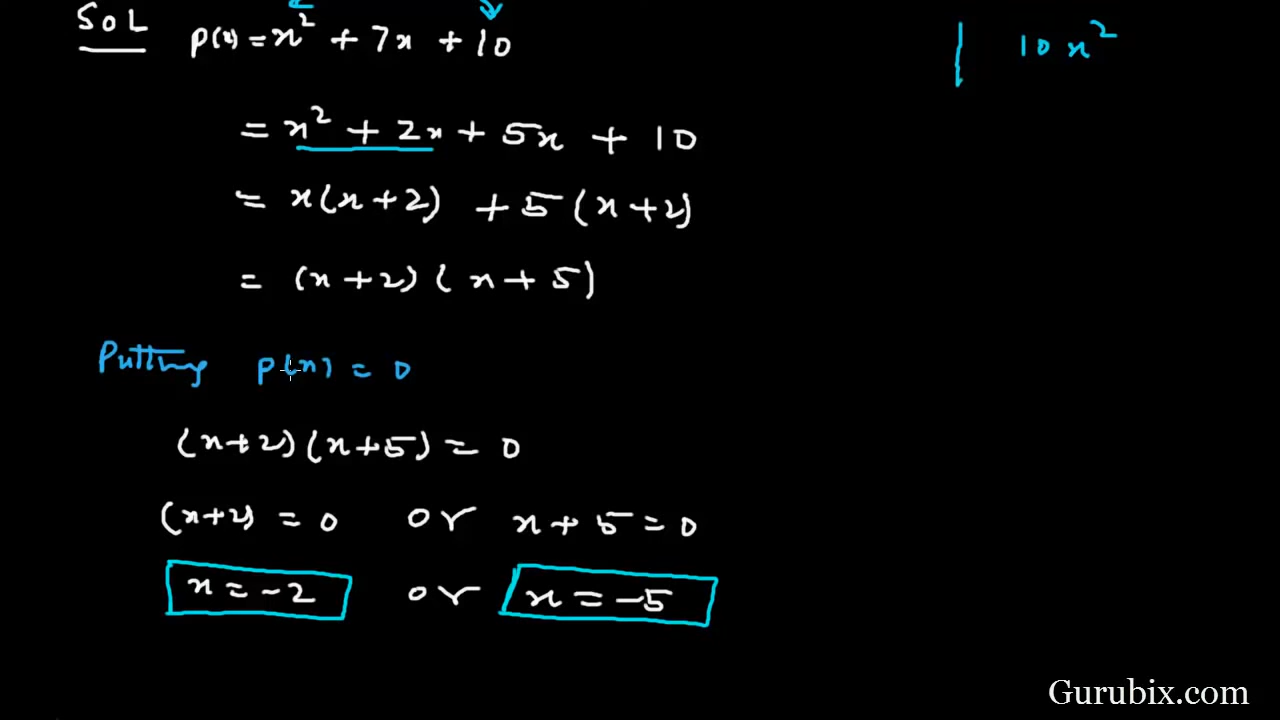 SOL p(x) = x² + 7x + 10
10x²
= x² + 2x + 5x + 10
= x(x+2) + 5(x+2)
= (x+2)(x+5)
Putting p(x) = 0
(x+2)(x+5) = 0
(x+2) = 0 or x+5 = 0
x = -2 or x = -5
Gurubix.com